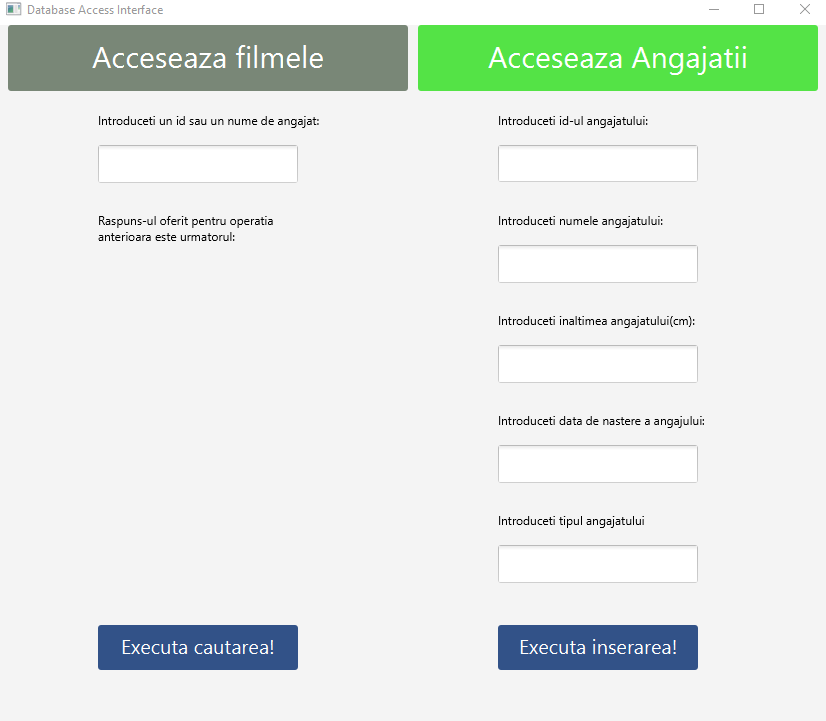 Database Access Interface
Acceseaza filmele
Acceseaza Angajatii
Introduceti un id sau un nume de angajat:
Raspuns-ul oferit pentru operatia
anterioara este urmatorul:
Executa cautarea!
Introduceti id-ul angajatului:
Introduceti numele angajatului:
Introduceti inaltimea angajatului(cm):
Introduceti data de nastere a angajului:
Introduceti tipul angajatului
Executa inserarea!